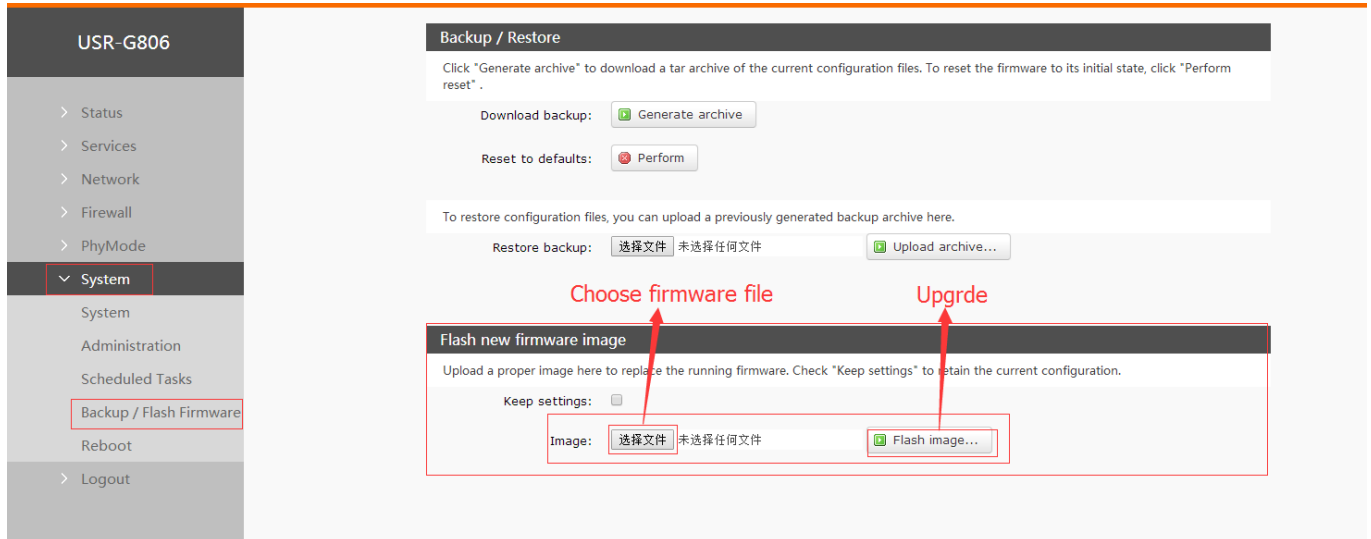 USR-G806
Status
Services
Network
Firewall
PhyMode
System
System
Administration
Scheduled Tasks
Backup / Flash Firmware
Reboot
Logout
Backup / Restore
Click "Generate archive" to download a tar archive of the current configuration files. To reset the firmware to its initial state, click "Perform
reset" .
Download backup: Generate archive
Reset to defaults: Perform
To restore configuration files, you can upload a previously generated backup archive here.
Restore backup: 选择文件 未选择任何文件 Upload archive...
Choose firmware file Upgrde
Flash new firmware image
Upload a proper image here to replace the running firmware. Check "Keep settings" to retain the current configuration.
Keep settings:
Image: 选择文件 未选择任何文件 Flash image...